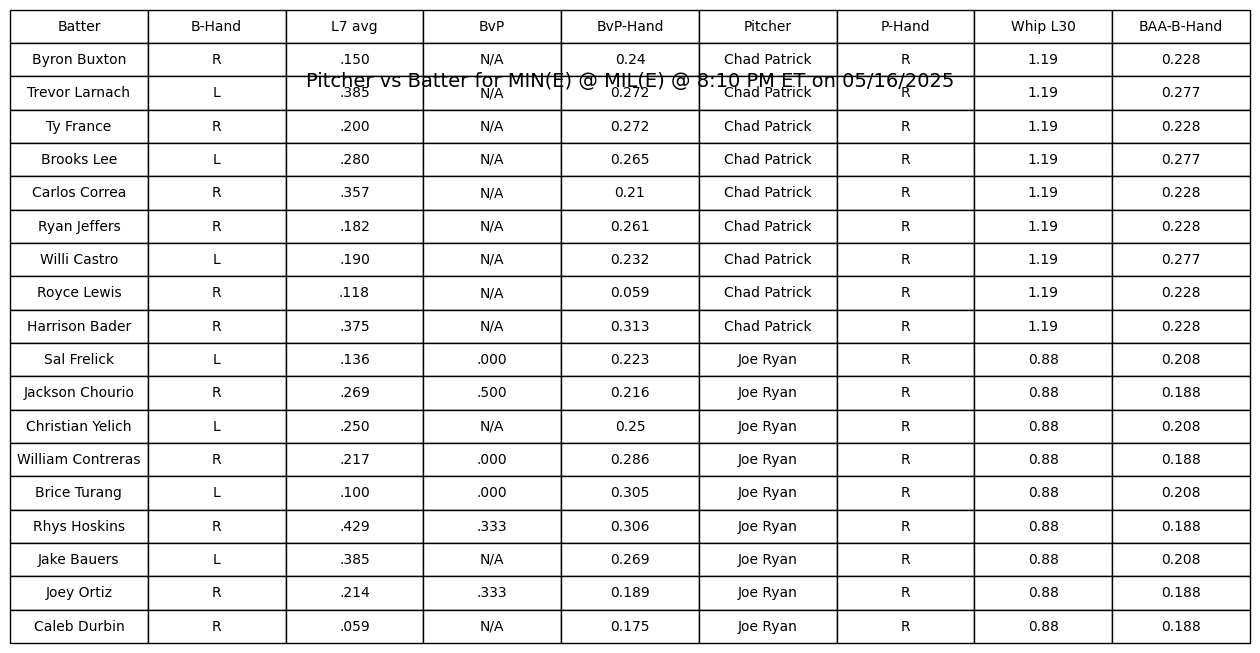 Batter B-Hand L7 avg BvP BvP-Hand Pitcher P-Hand Whip L30 BAA-B-Hand
Byron Buxton R .150 N/A 0.24 Chad Patrick R 1.19 0.228
Pitcher vs Batter for MIN(E) @ MIL(E) @ 8:10 PM ET on 05/16/2025
Trevor Larnach L .385 N/A 0.272 Chad Patrick R 1.19 0.277
Ty France R .200 N/A 0.272 Chad Patrick R 1.19 0.228
Brooks Lee L .280 N/A 0.265 Chad Patrick R 1.19 0.277
Carlos Correa R .357 N/A 0.21 Chad Patrick R 1.19 0.228
Ryan Jeffers R .182 N/A 0.261 Chad Patrick R 1.19 0.228
Willi Castro L .190 N/A 0.232 Chad Patrick R 1.19 0.277
Royce Lewis R .118 N/A 0.059 Chad Patrick R 1.19 0.228
Harrison Bader R .375 N/A 0.313 Chad Patrick R 1.19 0.228
Sal Frelick L .136 .000 0.223 Joe Ryan R 0.88 0.208
Jackson Chourio R .269 .500 0.216 Joe Ryan R 0.88 0.188
Christian Yelich L .250 N/A 0.25 Joe Ryan R 0.88 0.208
William Contreras R .217 .000 0.286 Joe Ryan R 0.88 0.188
Brice Turang L .100 .000 0.305 Joe Ryan R 0.88 0.208
Rhys Hoskins R .429 .333 0.306 Joe Ryan R 0.88 0.188
Jake Bauers L .385 N/A 0.269 Joe Ryan R 0.88 0.208
Joey Ortiz R .214 .333 0.189 Joe Ryan R 0.88 0.188
Caleb Durbin R .059 N/A 0.175 Joe Ryan R 0.88 0.188